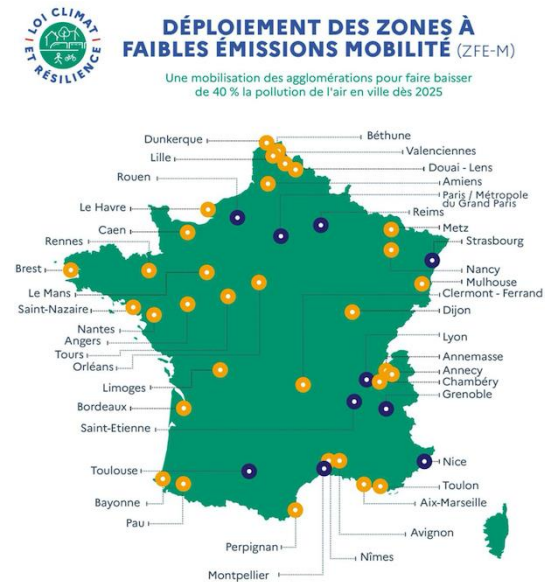 LOI CLIMAT
ET RÉSILIENCE
DÉPLOIEMENT DES ZONES À
FAIBLES ÉMISSIONS MOBILITÉ (ZFE-M)
Une mobilisation des agglomérations pour faire baisser
de 40 % la pollution de l'air en ville dès 2025
Dunkerque
Béthune
Lille
Valenciennes
Douai - Lens
Rouen
Amiens
Paris / Métropole
du Grand Paris
Le Havre
Reims
Caen
Metz
Rennes
Strasbourg
Brest
Nancy
Mulhouse
Le Mans
Clermont - Ferrand
Saint-Nazaire
Dijon
Nantes
Lyon
Angers
Tours
Annemasse
Orléans
Annecy
Chambéry
Limoges
Grenoble
Bordeaux
Saint-Etienne
Toulouse
Nice
Toulon
Bayonne
Aix-Marseille
Pau
Avignon
Perpignan
Nîmes
Montpellier